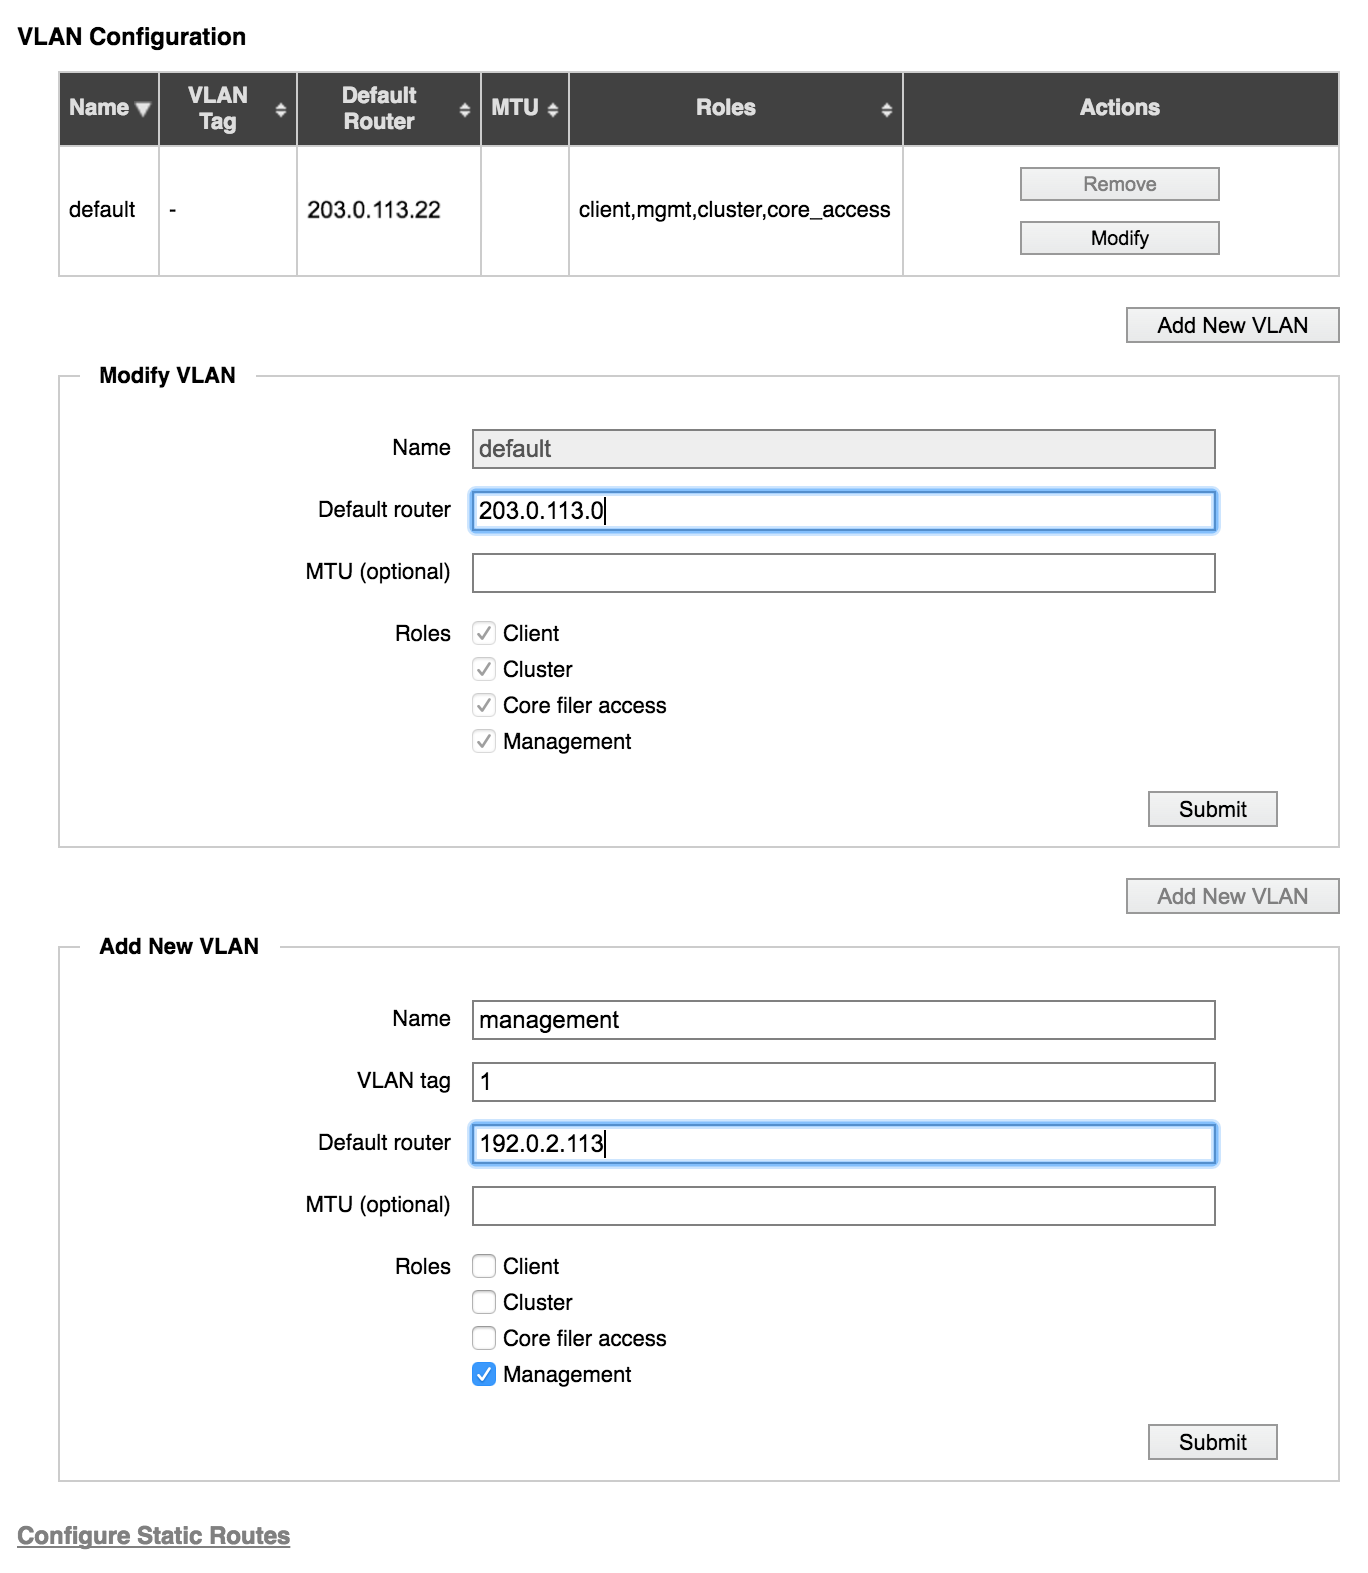 VLAN Configuration
Name VLAN Tag Default Router MTU Roles Actions
default - 203.0.113.22 client,mgmt,cluster,core_access Remove
Modify
Add New VLAN
Modify VLAN
Name default
Default router 203.0.113.0
MTU (optional)
Roles Client
Cluster
Core filer access
Management
Submit
Add New VLAN
Add New VLAN
Name management
VLAN tag 1
Default router 192.0.2.113
MTU (optional)
Roles Client
Cluster
Core filer access
Management
Submit
Configure Static Routes